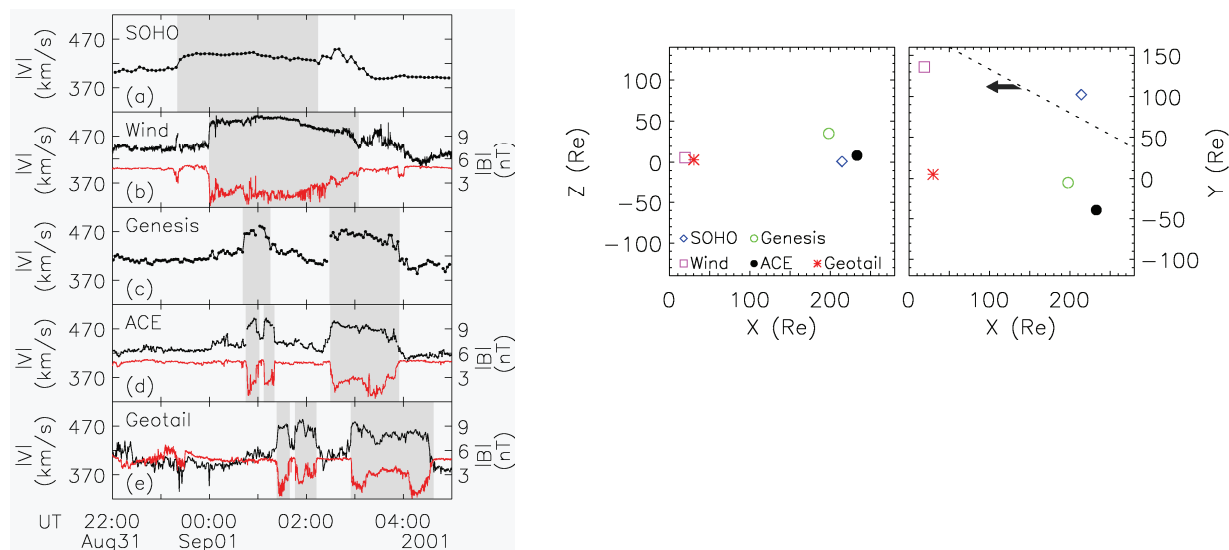 SOHO
470
370
|V|
(km/s)
(a)
Wind
470
370
|V|
(km/s)
9
6
3
|B|
(nT)
(b)
Genesis
470
370
|V|
(km/s)
(c)
ACE
470
370
|V|
(km/s)
9
6
3
|B|
(nT)
(d)
Geotail
470
370
|V|
(km/s)
9
6
3
|B|
(nT)
(e)
UT 22:00 00:00 02:00 04:00
Aug31 Sep01 2001
100
50
0
−50
−100
Z (Re)
SOHO Genesis
Wind ACE Geotail
0 100 200
X (Re)
150
100
50
0
−50
−100
Y (Re)
0 100 200
X (Re)